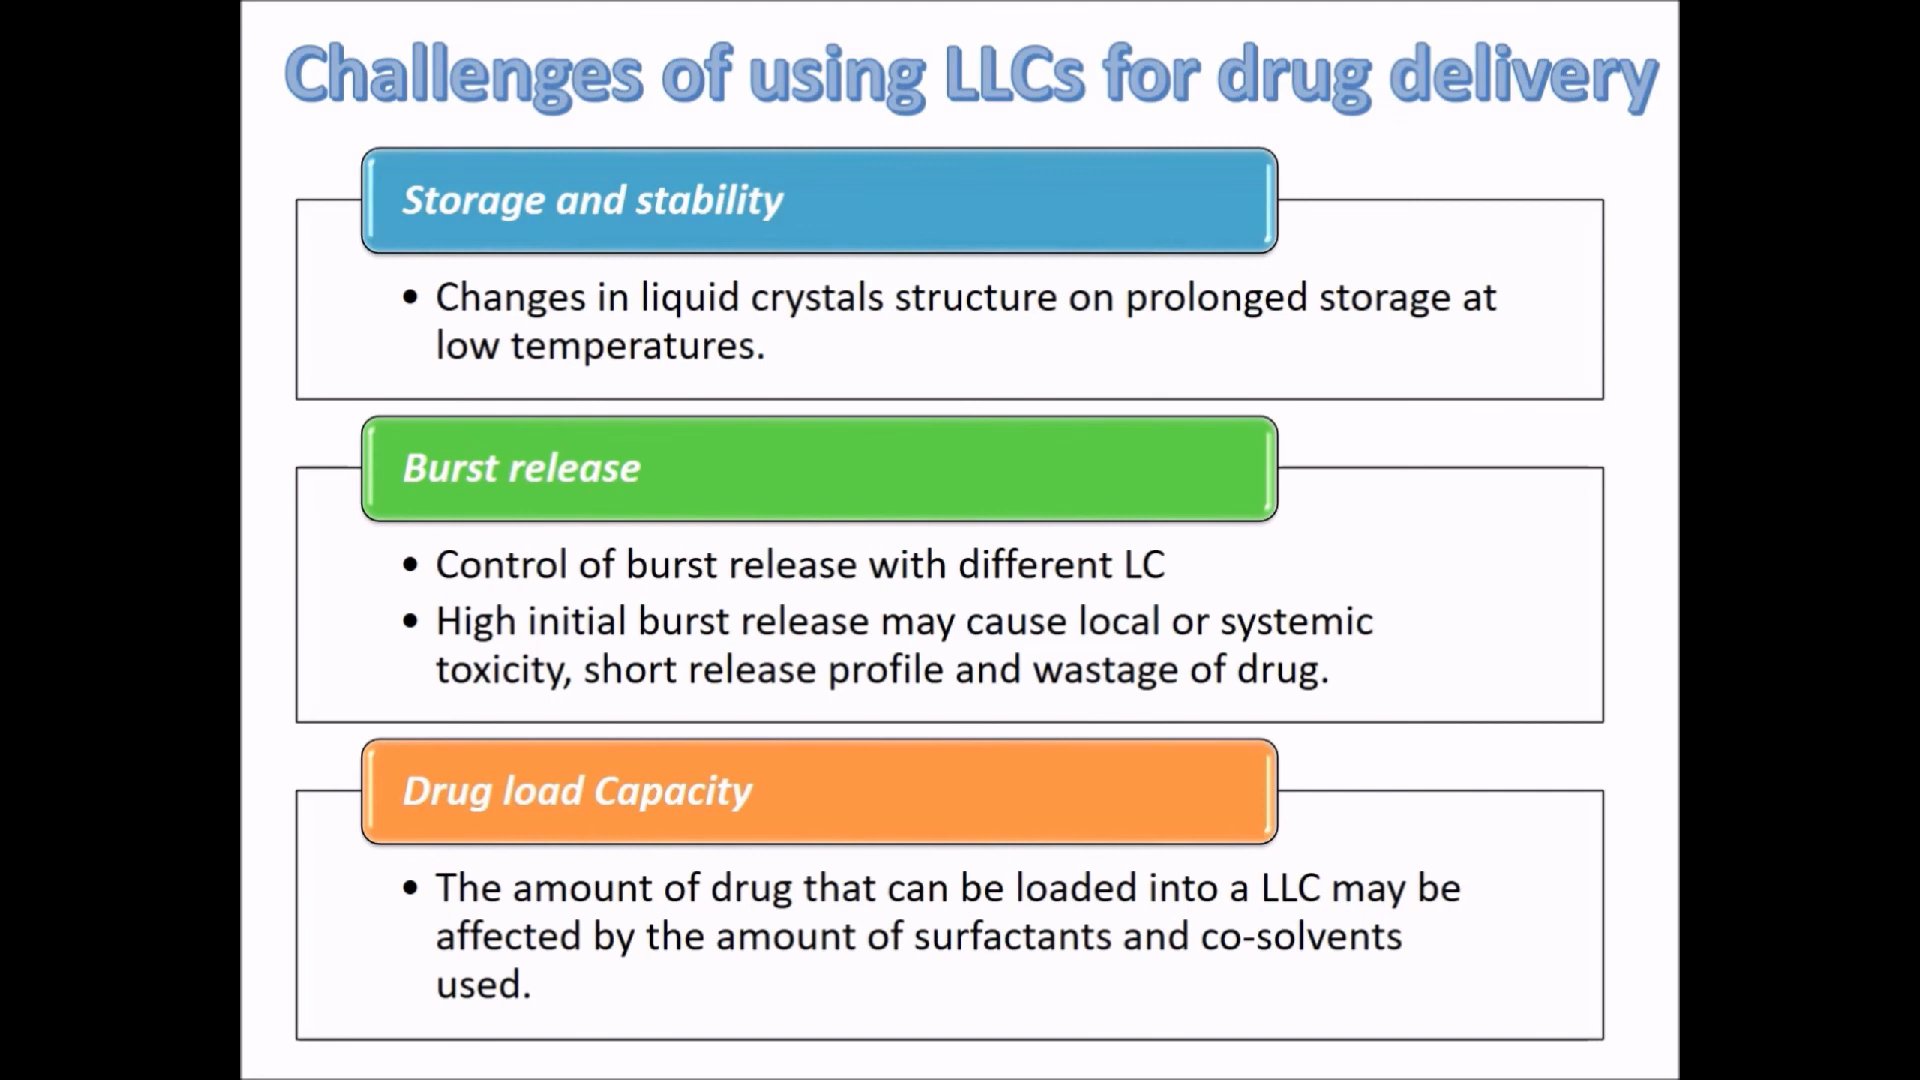 Challenges of using LLCs for drug delivery
Storage and stability
• Changes in liquid crystals structure on prolonged storage at
low temperatures.
Burst release
• Control of burst release with different LC
• High initial burst release may cause local or systemic
toxicity, short release profile and wastage of drug.
Drug load Capacity
• The amount of drug that can be loaded into a LLC may be
affected by the amount of surfactants and co-solvents
used.